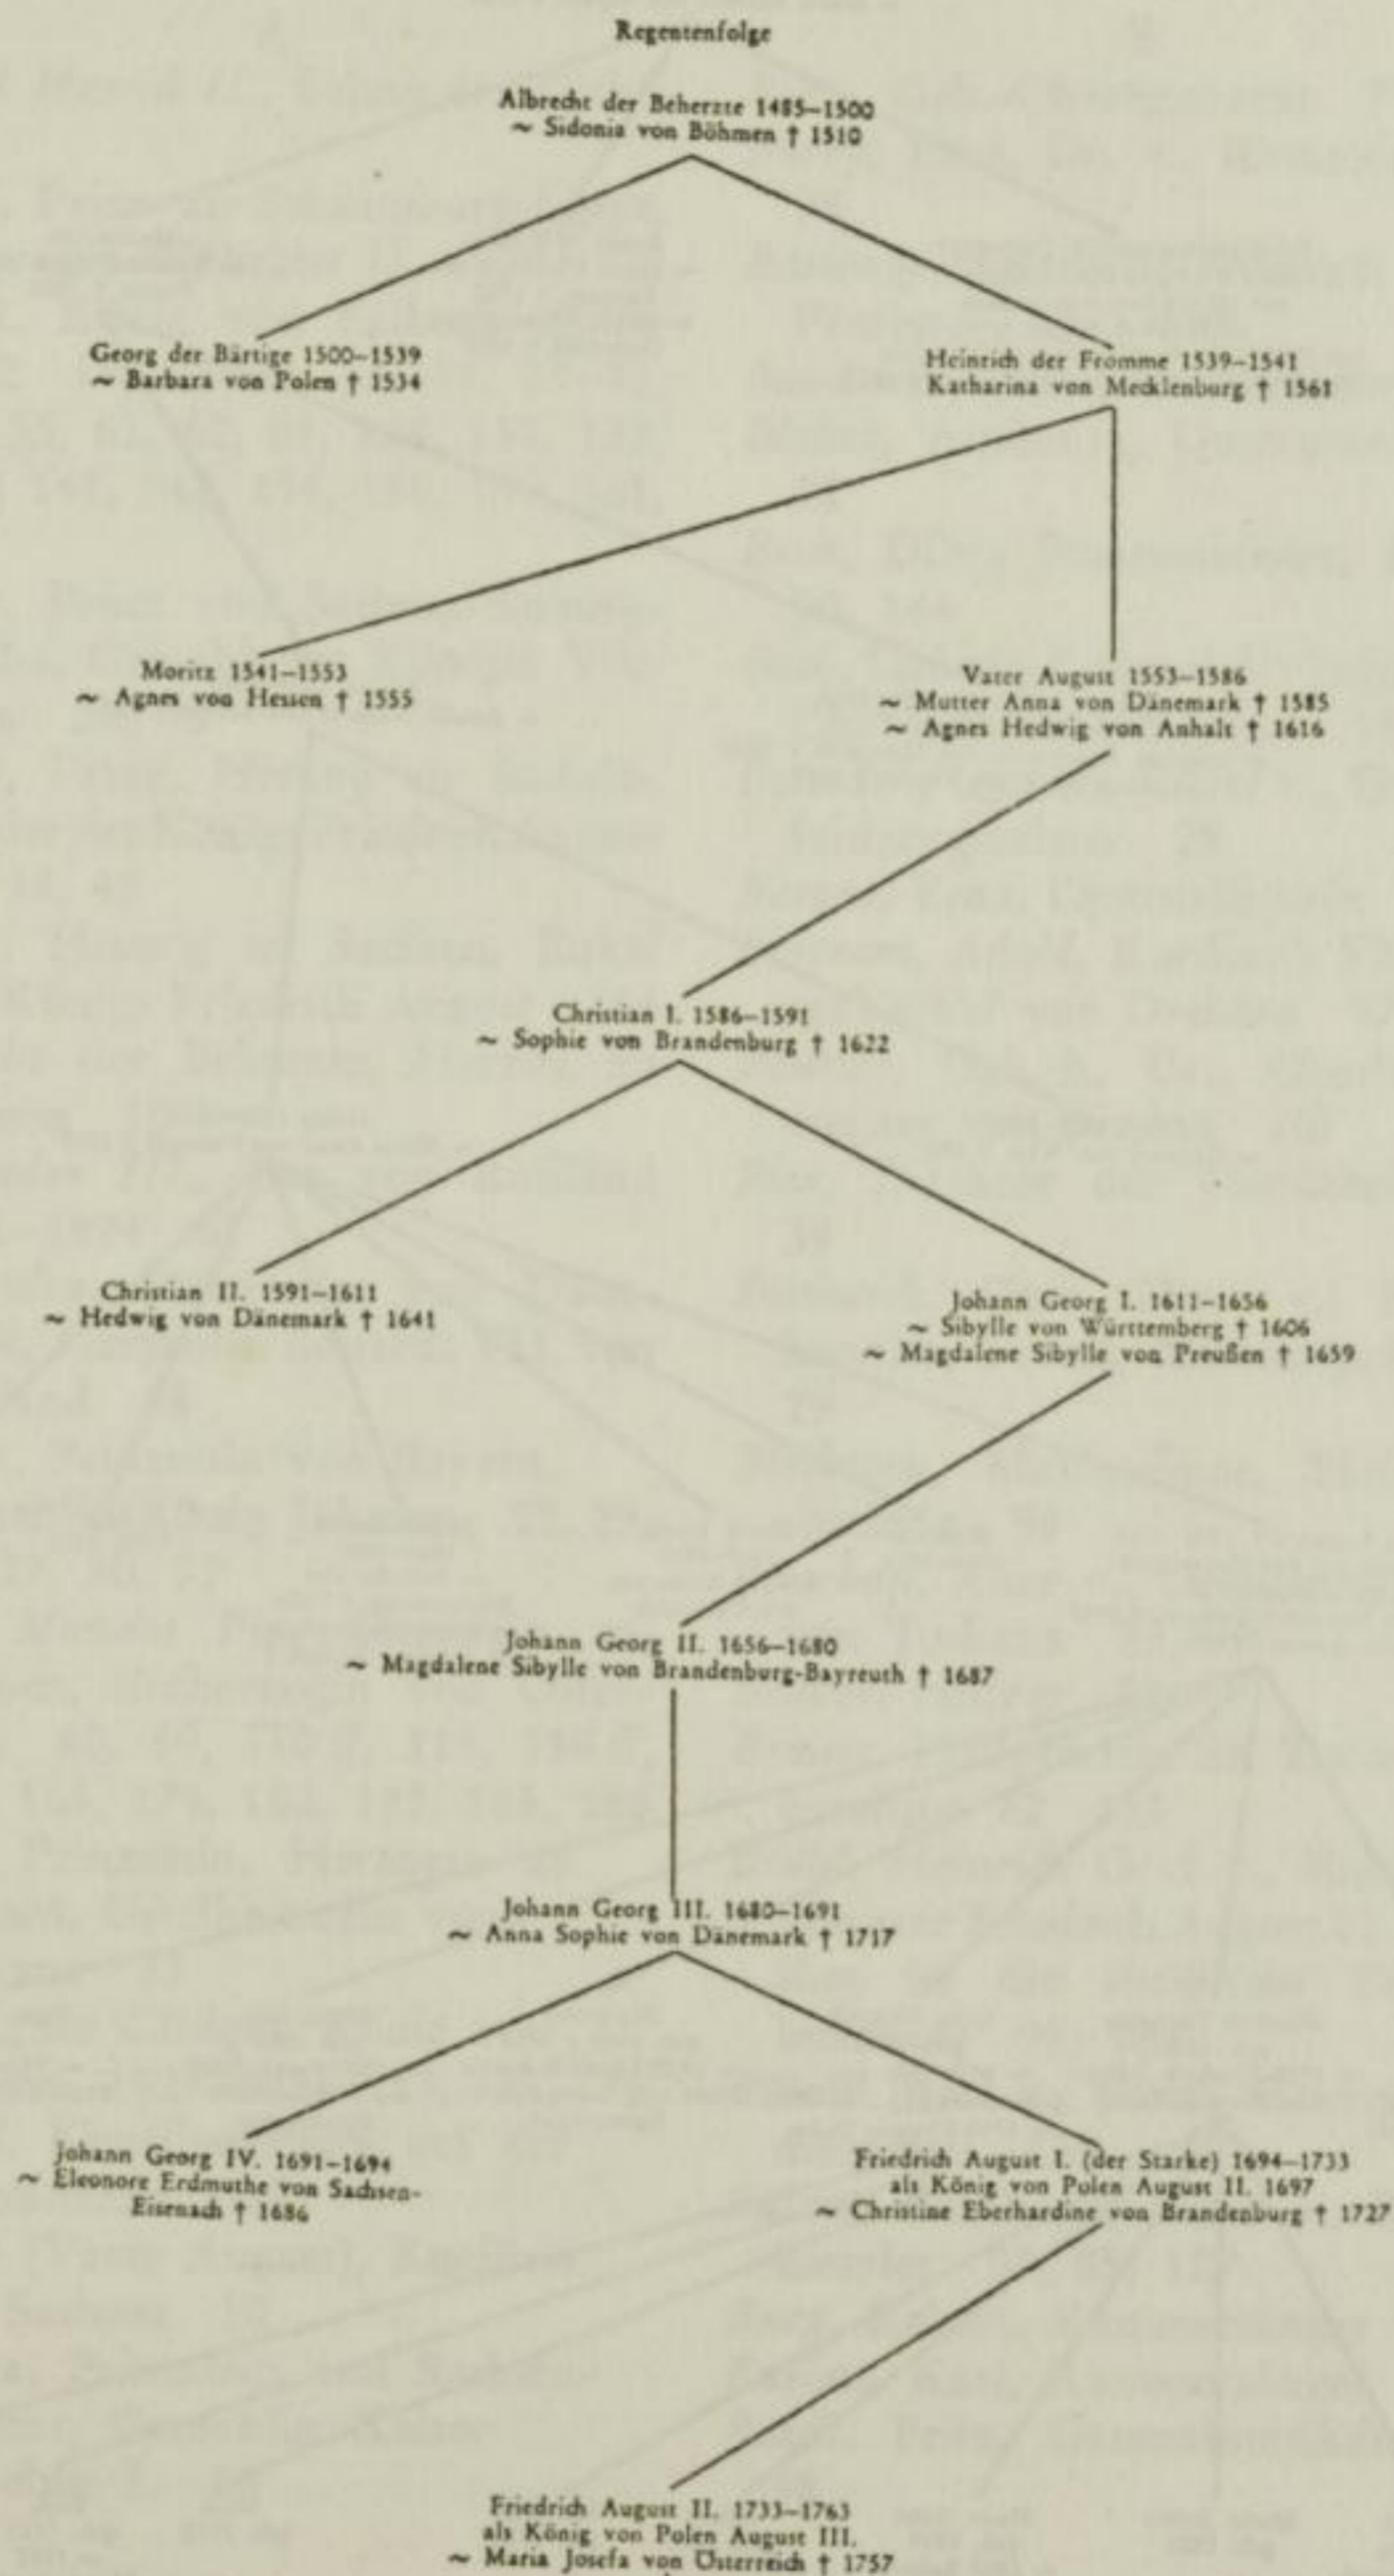 Regentenfolge
Albrecht der Beherzte 1485–1500
~ Sidonia von Böhmen † 1510
Georg der Bärtige 1500–1539
~ Barbara von Polen † 1534
Heinrich der Fromme 1539–1541
Katharina von Mecklenburg † 1561
Moritz 1541–1553
~ Agnes von Hessen † 1555
Vater August 1553–1586
~ Mutter Anna von Dänemark † 1585
~ Agnes Hedwig von Anhalt † 1616
Christian I. 1586–1591
~ Sophie von Brandenburg † 1622
Christian II. 1591–1611
~ Hedwig von Dänemark † 1641
Johann Georg I. 1611–1656
~ Sibylle von Württemberg † 1606
~ Magdalene Sibylle von Preußen † 1659
Johann Georg II. 1656–1680
~ Magdalene Sibylle von Brandenburg-Bayreuth † 1687
Johann Georg III. 1680–1691
~ Anna Sophie von Dänemark † 1717
Johann Georg IV. 1691–1694
~ Eleonore Erdmuthe von Sachsen-
Eisenach † 1686
Friedrich August I. (der Starke) 1694–1733
als König von Polen August II. 1697
~ Christine Eberhardine von Brandenburg † 1727
Friedrich August II. 1733–1763
als König von Polen August III.
~ Maria Josefa von Österreich † 1757